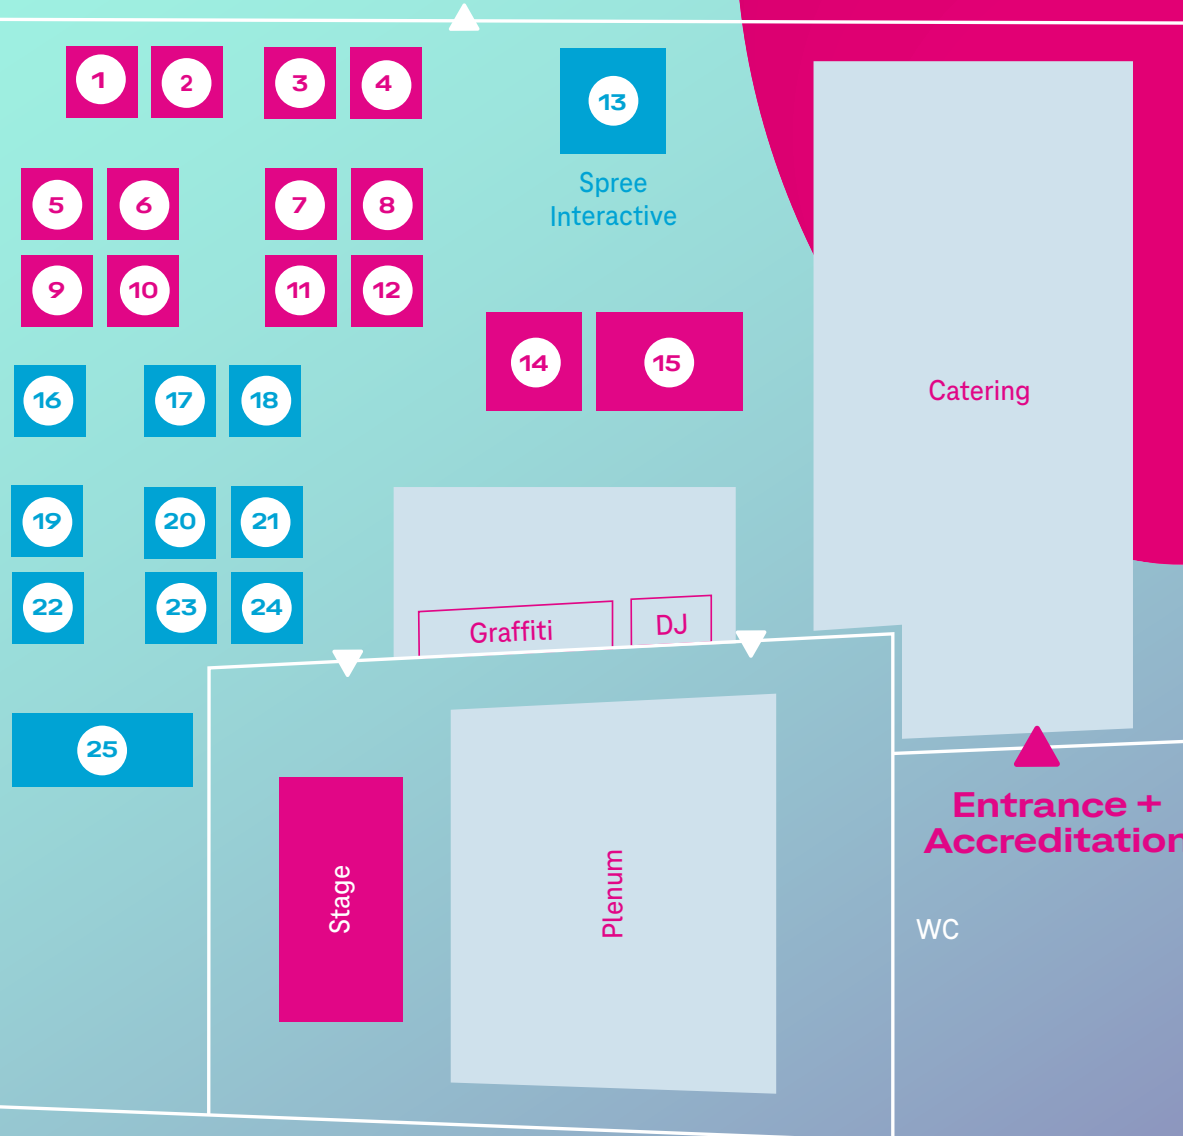 1
2
3
4
13
Spree
Interactive
5
6
7
8
9
10
11
12
14
15
Catering
16
17
18
19
20
21
22
23
24
Graffiti
DJ
25
Stage
Plenum
Entrance +
Accreditation
WC